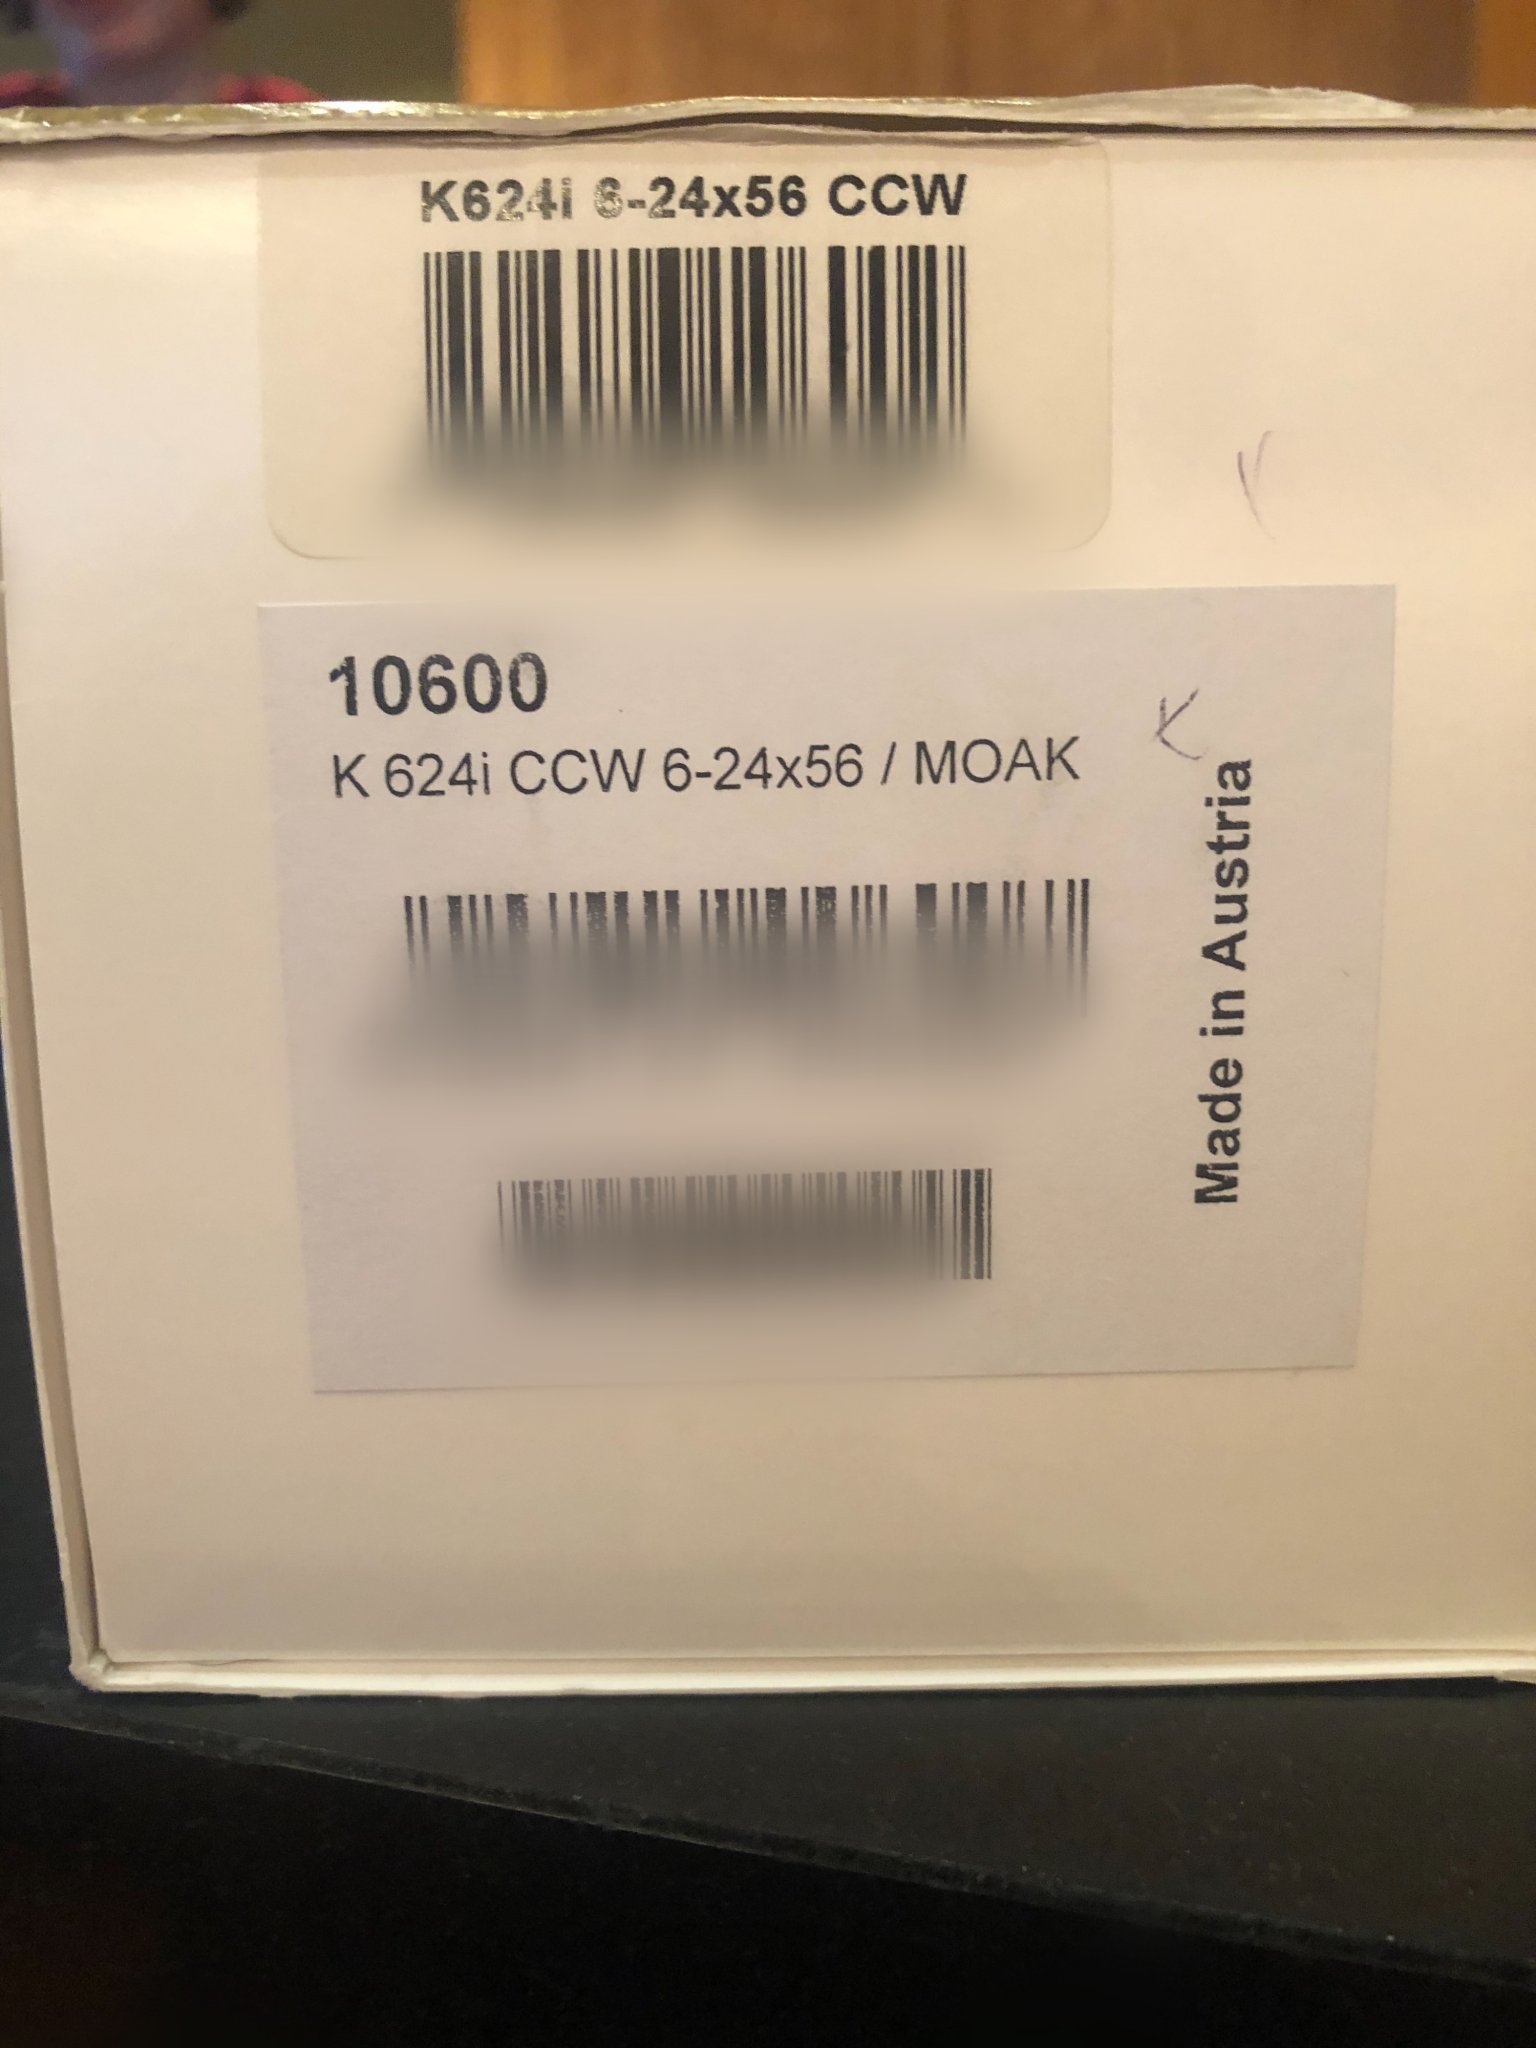 K624i 6-24x56 CCW
10600
K 624i CCW 6-24x56 / MOAK
Made in Austria